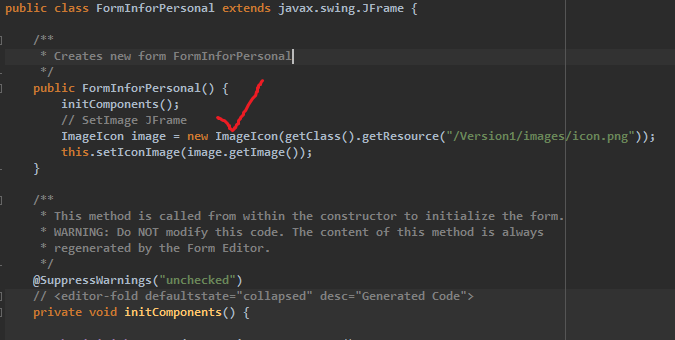 public class FormInforPersonal extends javax.swing.JFrame {
/**
* Creates new form FormInforPersonal
*/
public FormInforPersonal() {
initComponents();
// SetImage JFrame
ImageIcon image = new ImageIcon(getClass().getResource("/Version1/images/icon.png"));
this.setIconImage(image.getImage());
}
/**
* This method is called from within the constructor to initialize the form.
* WARNING: Do NOT modify this code. The content of this method is always
* regenerated by the Form Editor.
*/
@SuppressWarnings("unchecked")
// <editor-fold defaultstate="collapsed" desc="Generated Code">
private void initComponents() {